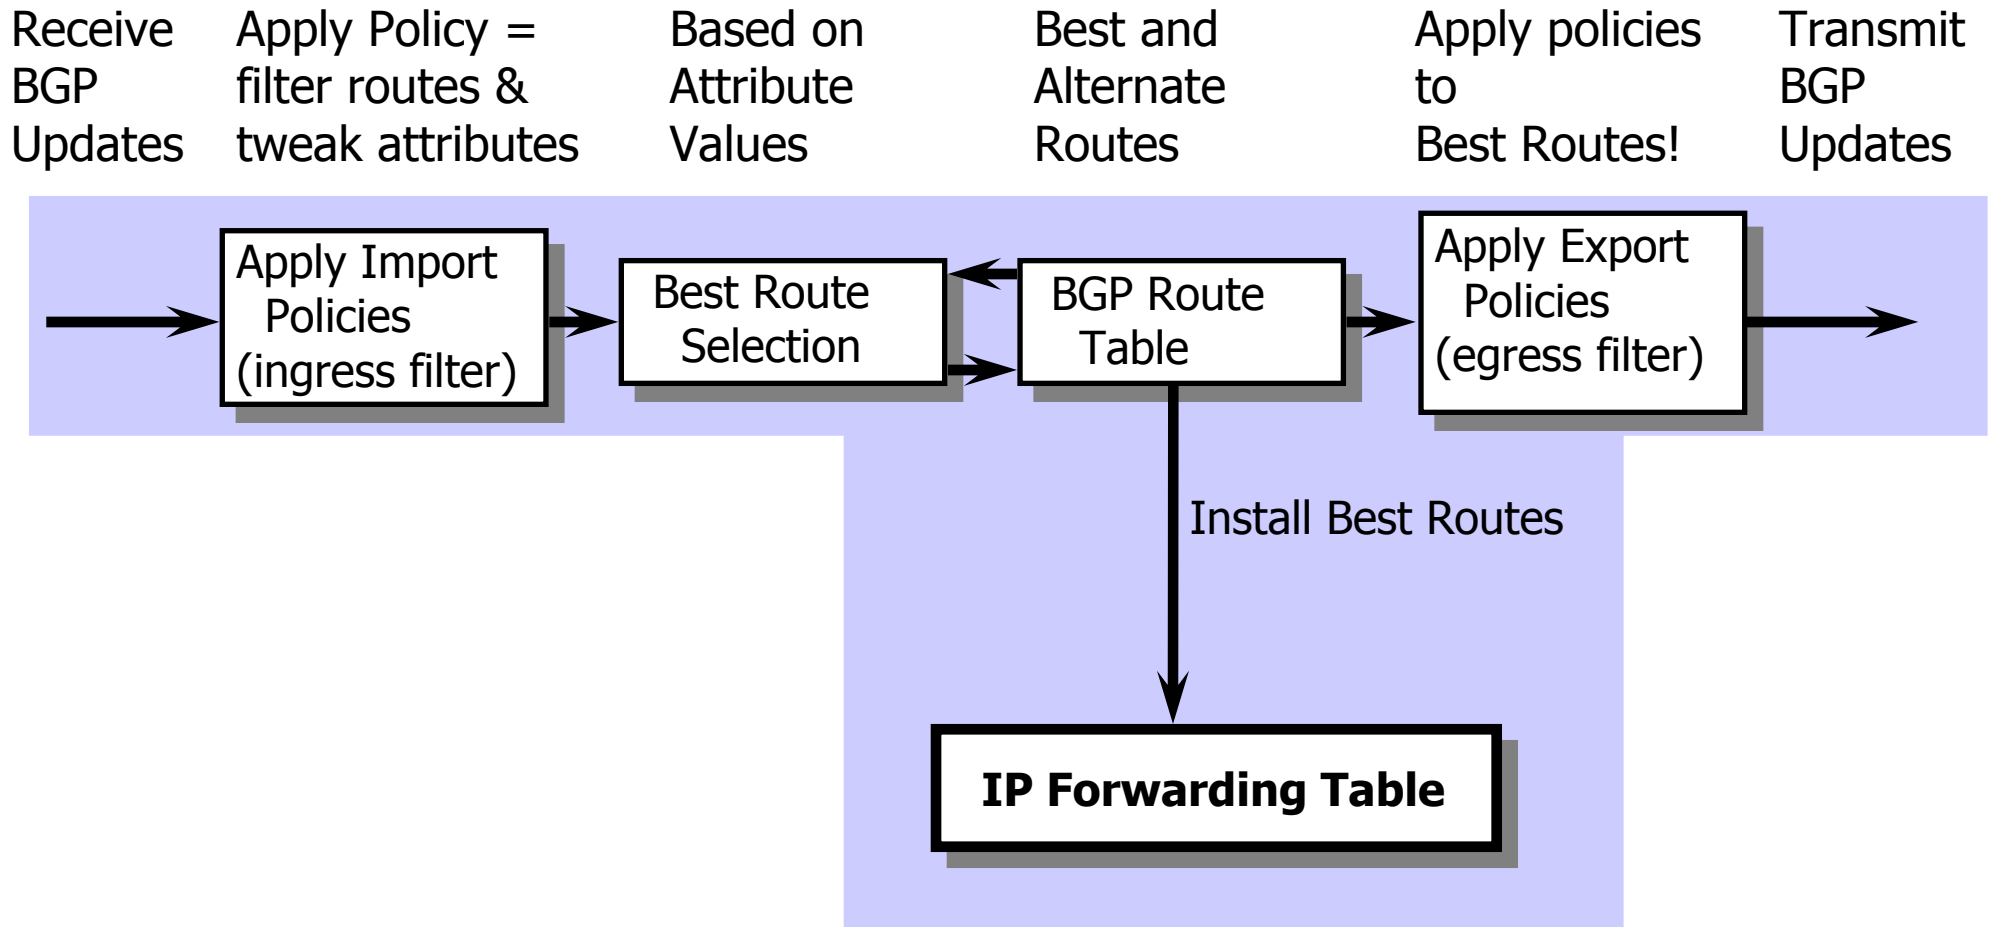 Receive
BGP
Updates
Apply Policy =
filter routes &
tweak attributes
Based on
Attribute
Values
Best and
Alternate
Routes
Apply policies
to
Best Routes!
Transmit
BGP
Updates
Apply Import
Policies
(ingress filter)
Best Route
Selection
BGP Route
Table
Apply Export
Policies
(egress filter)
Install Best Routes
IP Forwarding Table